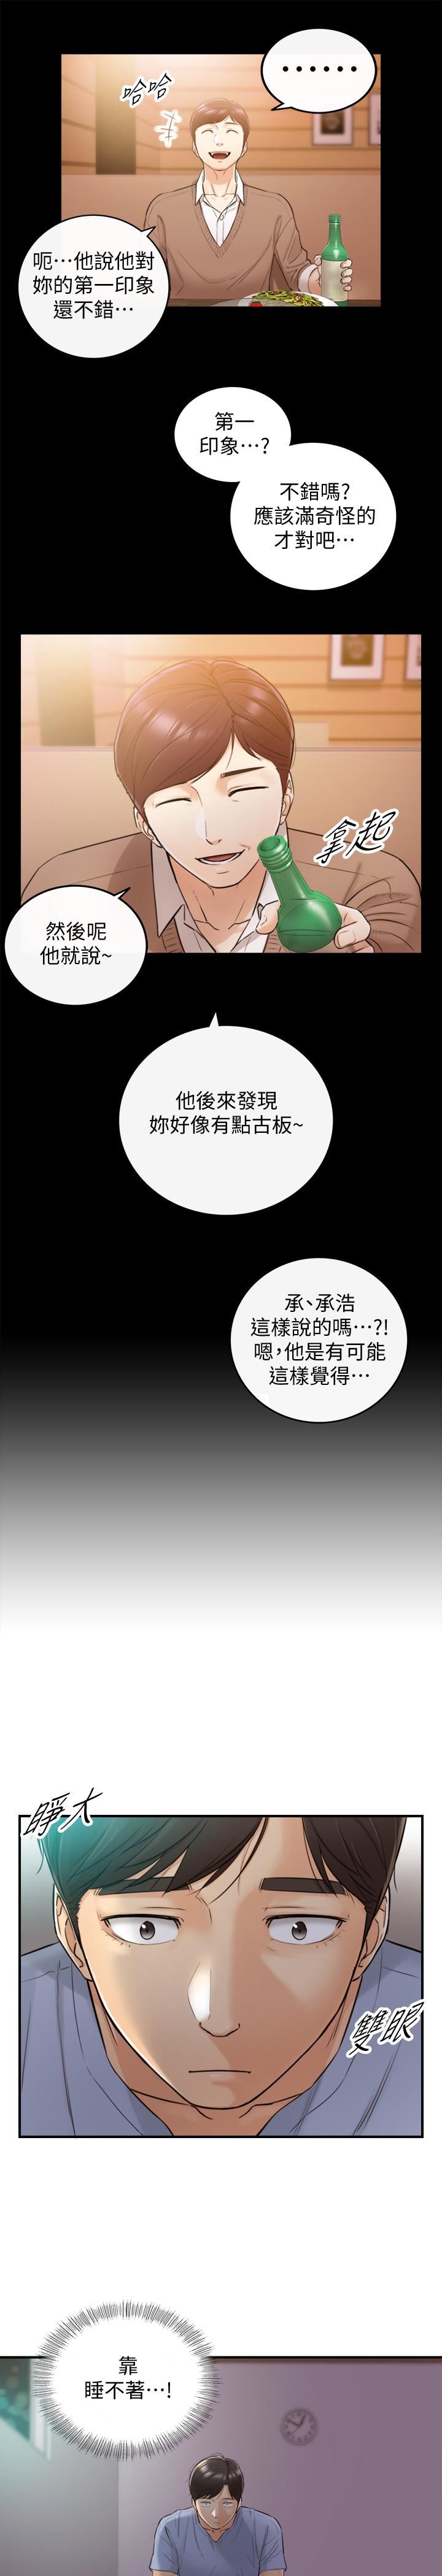 ······
哈哈
呃…他說他對
妳的第一印象
還不錯…
第一
印象…?
不錯嗎?
應該滿奇怪的
才對吧…
拿起
然後呢
他就說~
他後來發現
妳好像有點古板~
承、承浩
這樣說的嗎…?!
嗯,他是有可能
這樣覺得…
睜大
雙眼
靠
睡不著…!